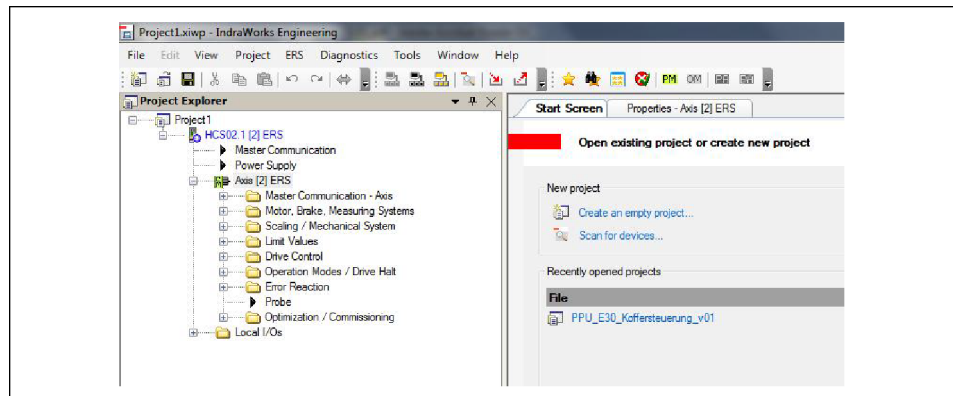 Project1.xiwp - IndraWorks Engineering
File Edit View Project ERS Diagnostics Tools Window Help
PM OM
Project Explorer
Start Screen Properties - Axis [2] ERS
Project1
HCS02.1 [2] ERS
Master Communication
Power Supply
Axis [2] ERS
Master Communication - Axis
Motor, Brake, Measuring Systems
Scaling / Mechanical System
Limit Values
Drive Control
Operation Modes / Drive Halt
Error Reaction
Probe
Optimization / Commissioning
Local I/Os
Open existing project or create new project
New project
Create an empty project...
Scan for devices...
Recently opened projects
File
PPU_E30_Koffersteuerung_v01